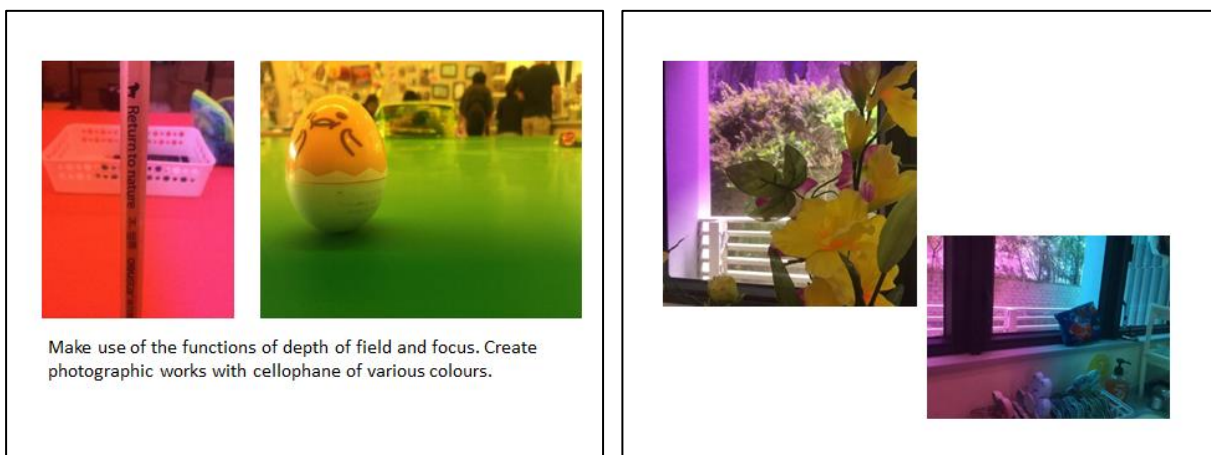 Return to nature
Make use of the functions of depth of field and focus. Create
photographic works with cellophane of various colours.